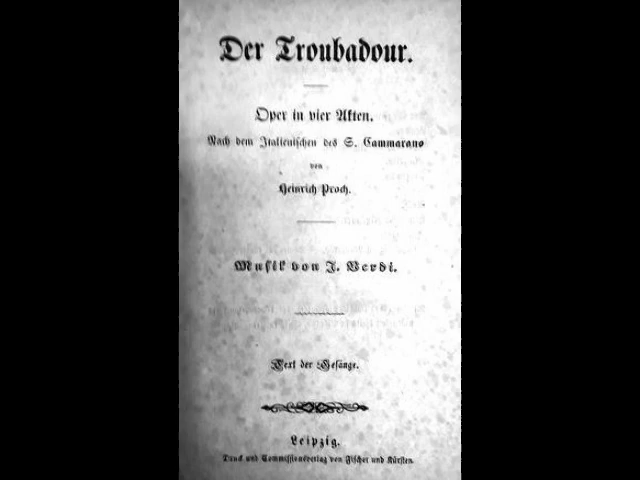 Der Troubadour.
Oper in vier Akten.
Nach dem Italienischen des S. Cammarano
von
Heinrich Proch.
Musik von J. Verdi.
Text der Gesänge.
Leipzig.
Druck und Commissionsverlag von Fischer und Kürsten.